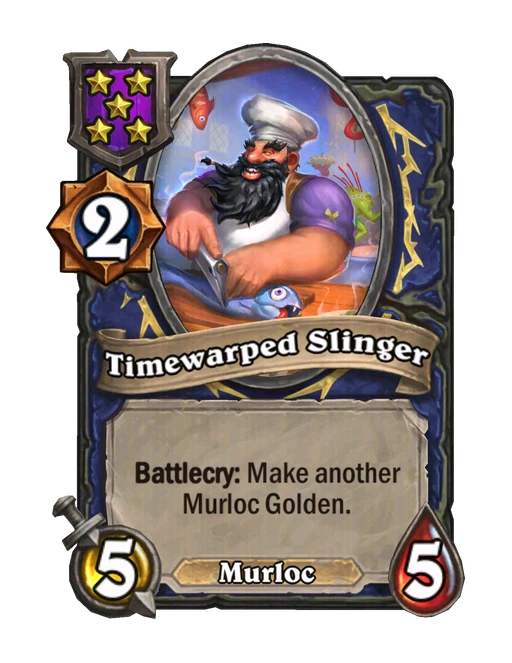 2
Timewarped Slinger
Battlecry: Make another
Murloc Golden.
5
Murloc
5